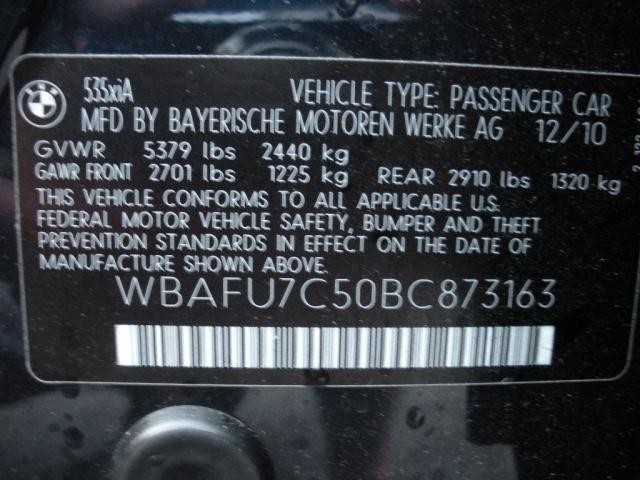 BMW
535xiA VEHICLE TYPE: PASSENGER CAR
MFD BY BAYERISCHE MOTOREN WERKE AG 12/10
GVWR 5379 lbs 2440 kg
GAWR FRONT 2701 lbs 1225 kg REAR 2910 lbs 1320 kg
THIS VEHICLE CONFORMS TO ALL APPLICABLE U.S.
FEDERAL MOTOR VEHICLE SAFETY, BUMPER AND THEFT
PREVENTION STANDARDS IN EFFECT ON THE DATE OF
MANUFACTURE SHOWN ABOVE.
WBAFU7C50BC873163